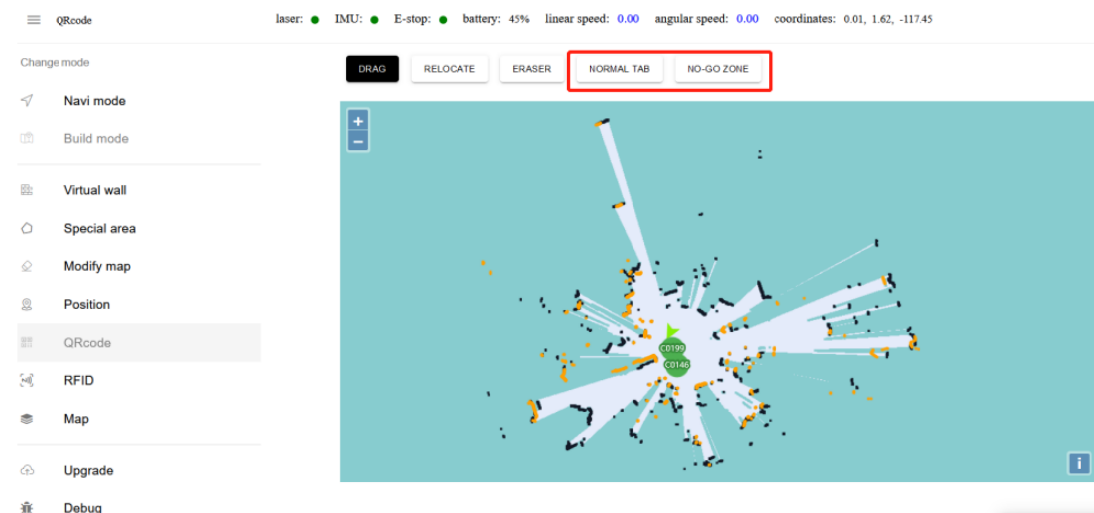 QRcode
laser: IMU: E-stop: battery: 45% linear speed: 0.00 angular speed: 0.00 coordinates: 0.01, 1.62, -117.45
Change mode
DRAG RELOCATE ERASER NORMAL TAB NO-GO ZONE
Navi mode
Build mode
Virtual wall
Special area
Modify map
Position
QRcode
RFID
Map
Upgrade
Debug
+
−
C0199
C0146
i